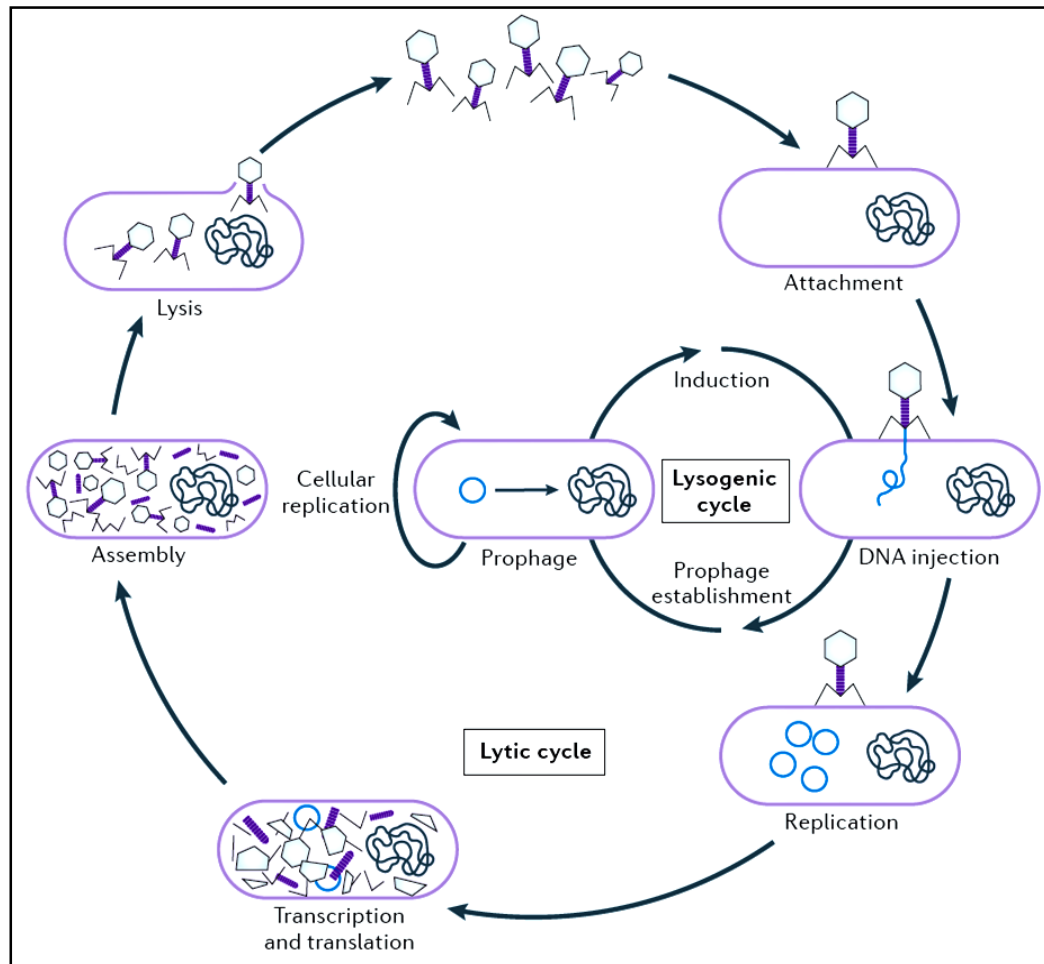 Lysis
Attachment
Induction
Cellular
replication
Lysogenic
cycle
Assembly
Prophage
DNA injection
Prophage
establishment
Lytic cycle
Replication
Transcription
and translation